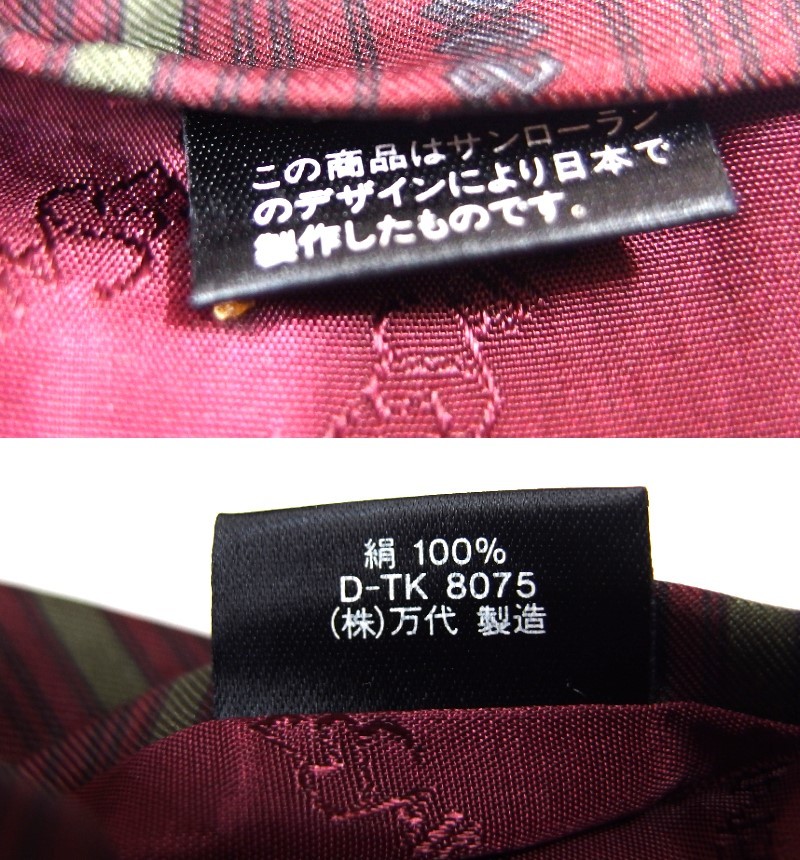 この商品はサンローラン
のデザインにより日本で
製作したものです。
絹 100%
D-TK 8075
(株)万代 製造